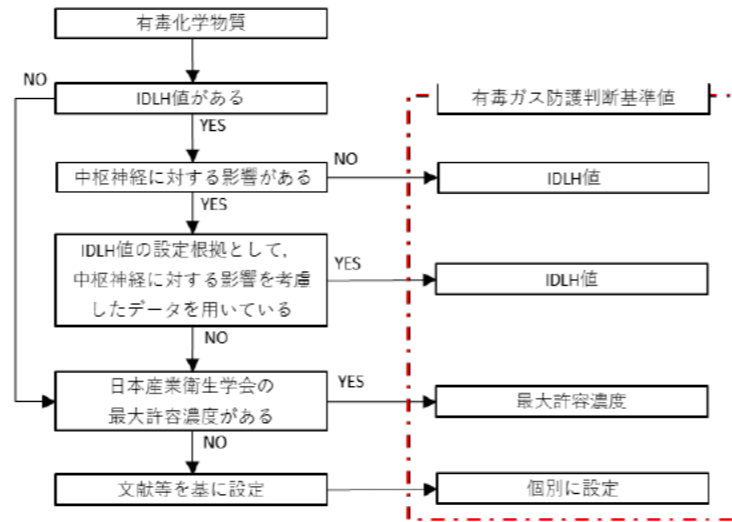 有毒化学物質
NO
IDLH値がある
有毒ガス防護判断基準値
YES
中枢神経に対する影響がある
NO
IDLH値
YES
IDLH値の設定根拠として,
中枢神経に対する影響を考慮
したデータを用いている
YES
IDLH値
NO
日本産業衛生学会の
最大許容濃度がある
YES
最大許容濃度
NO
文献等を基に設定
個別に設定